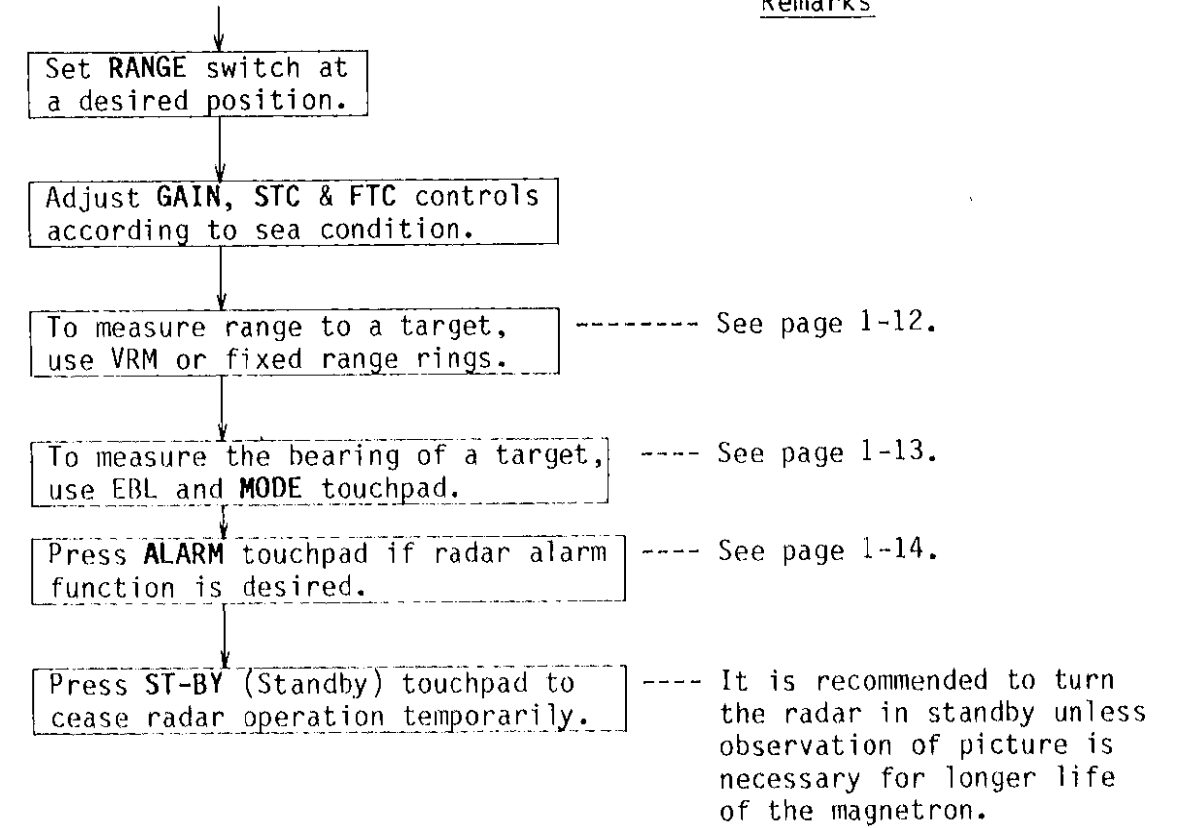 Remarks
Set RANGE switch at
a desired position.
Adjust GAIN, STC & FTC controls
according to sea condition.
To measure range to a target,
use VRM or fixed range rings.
-------- See page 1-12.
To measure the bearing of a target,
use EBL and MODE touchpad.
---- See page 1-13.
Press ALARM touchpad if radar alarm
function is desired.
---- See page 1-14.
Press ST-BY (Standby) touchpad to
cease radar operation temporarily.
---- It is recommended to turn
the radar in standby unless
observation of picture is
necessary for longer life
of the magnetron.